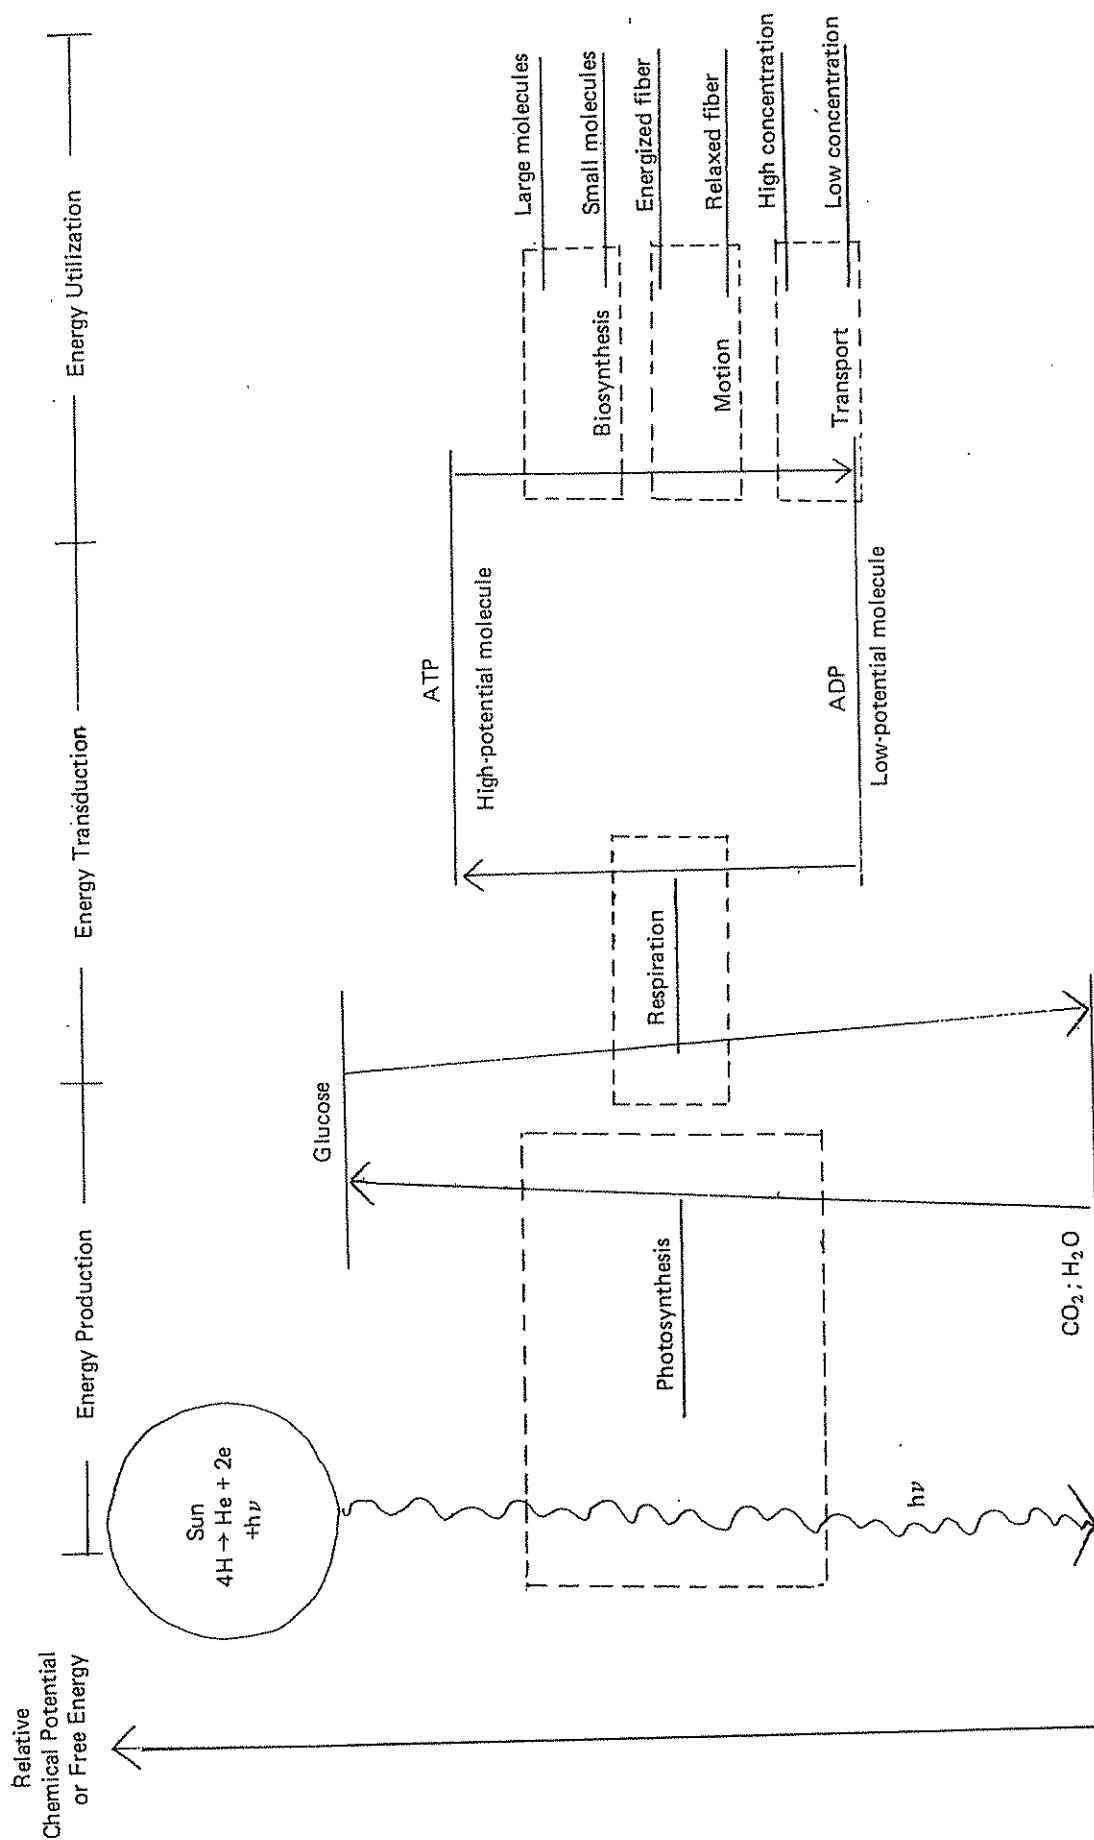 Relative
Chemical Potential
or Free Energy
Energy Production
Energy Transduction
Energy Utilization
Sun
4H → He + 2e
+hν
hν
Photosynthesis
Glucose
CO₂; H₂O
Respiration
ATP
High-potential molecule
ADP
Low-potential molecule
Biosynthesis
Large molecules
Small molecules
Motion
Energized fiber
Relaxed fiber
Transport
High concentration
Low concentration